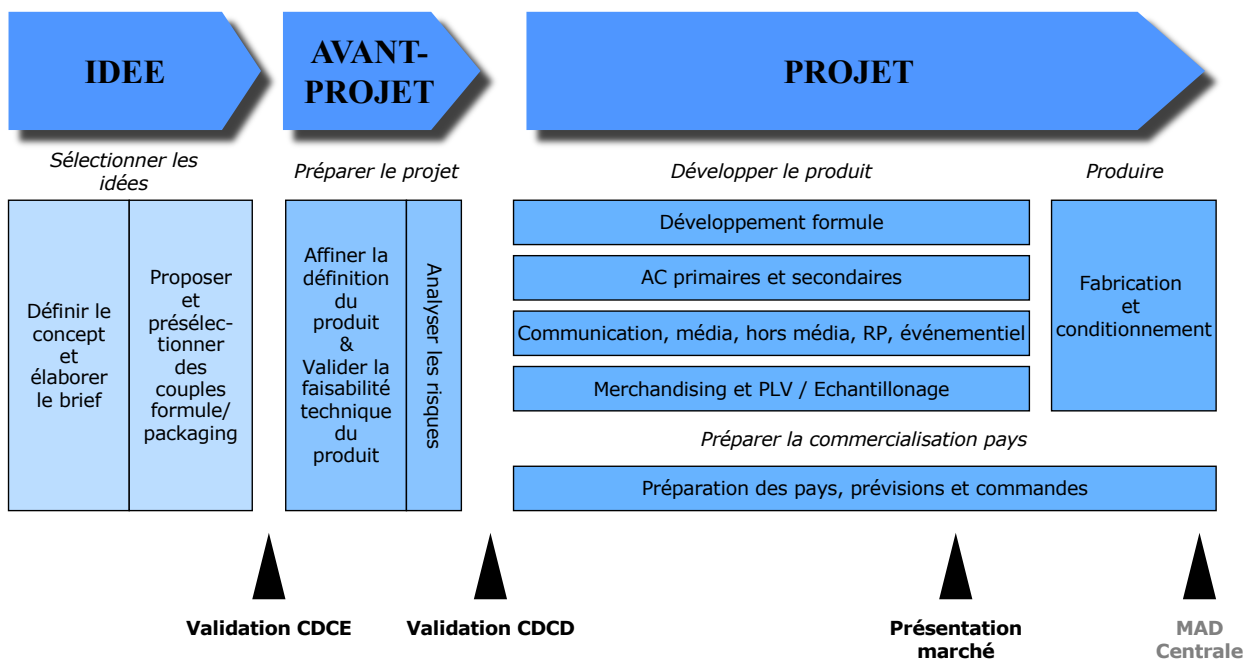 IDEE
AVANT-
PROJET
PROJET
Sélectionner les
idées
Préparer le projet
Développer le produit
Produire
Définir le
concept
et
élaborer
le brief
Proposer
et
présélec-
tionner
des
couples
formule/
packaging
Affiner la
définition
du
produit
&
Valider la
faisabilité
technique
du
produit
Analyser les risques
Développement formule
AC primaires et secondaires
Communication, média, hors média, RP, événementiel
Merchandising et PLV / Echantillonage
Fabrication
et
conditionnement
Préparer la commercialisation pays
Préparation des pays, prévisions et commandes
Validation CDCE
Validation CDCD
Présentation
marché
MAD
Centrale